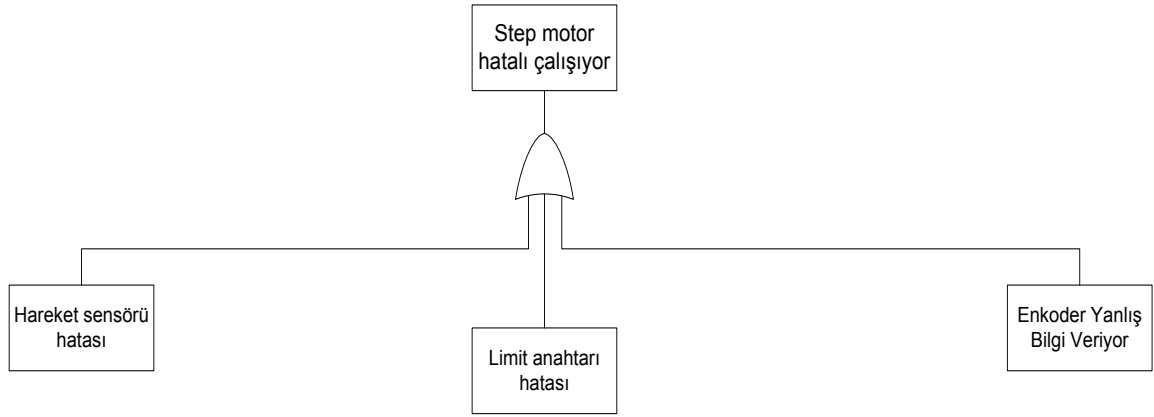 Step motor
hatalı çalışıyor
Hareket sensörü
hatası
Limit anahtarı
hatası
Enkoder Yanlış
Bilgi Veriyor